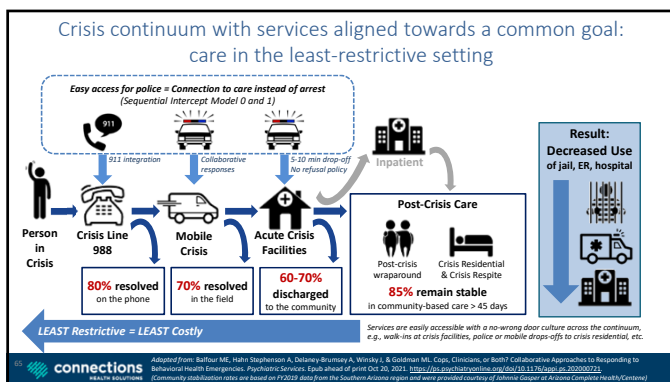 Crisis continuum with services aligned towards a common goal:
care in the least-restrictive setting
Easy access for police = Connection to care instead of arrest
(Sequential Intercept Model 0 and 1)
911
911 integration
Collaborative
responses
5-10 min drop-off
No refusal policy
Inpatient
Person
in
Crisis
Crisis Line
988
Mobile
Crisis
Acute Crisis
Facilities
80% resolved
on the phone
70% resolved
in the field
60-70%
discharged
to the community
Post-Crisis Care
Post-crisis
wraparound
Crisis Residential
& Crisis Respite
85% remain stable
in community-based care > 45 days
Result:
Decreased Use
of jail, ER, hospital
LEAST Restrictive = LEAST Costly
Services are easily accessible with a no-wrong door culture across the continuum,
e.g., walk-ins at crisis facilities, police or mobile drops-offs to crisis residential, etc.
65
connections
HEALTH SOLUTIONS
Adapted from: Balfour ME, Hahn Stephenson A, Delaney-Brumsey A, Winsky J, & Goldman ML. Cops, Clinicians, or Both? Collaborative Approaches to Responding to
Behavioral Health Emergencies. Psychiatric Services. Epub ahead of print Oct 20, 2021. https://ps.psychiatryonline.org/doi/10.1176/appi.ps.202000721.
(Community stabilization rates are based on FY2019 data from the Southern Arizona region and were provided courtesy of Johnnie Gasper at Arizona Complete Health/Centene)